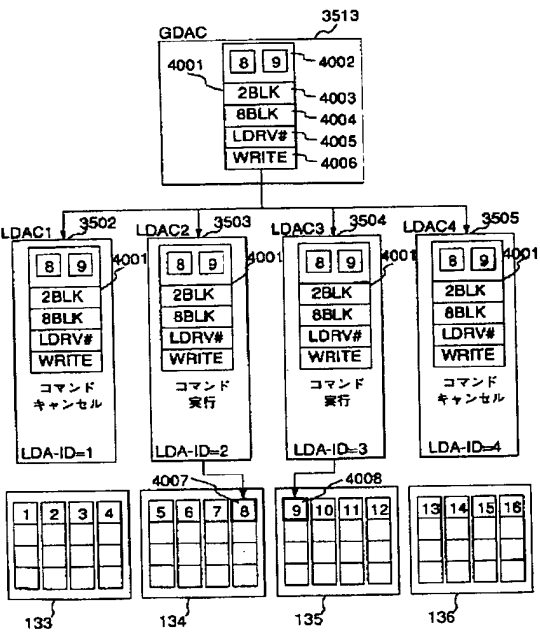 3513
GDAC
4001
8 9
4002
2BLK
4003
8BLK
4004
LDRV#
4005
WRITE
4006
LDAC1
3502
LDAC2
3503
LDAC3
3504
LDAC4
3505
8 9
4001
8 9
4001
8 9
4001
8 9
4001
2BLK
2BLK
2BLK
2BLK
8BLK
8BLK
8BLK
8BLK
LDRV#
LDRV#
LDRV#
LDRV#
WRITE
WRITE
WRITE
WRITE
コマンド
キャンセル
コマンド
実行
コマンド
実行
コマンド
キャンセル
LDA-ID=1
LDA-ID=2
LDA-ID=3
LDA-ID=4
4007
4008
1 2 3 4
5 6 7 8
9 10 11 12
13 14 15 16
133
134
135
136